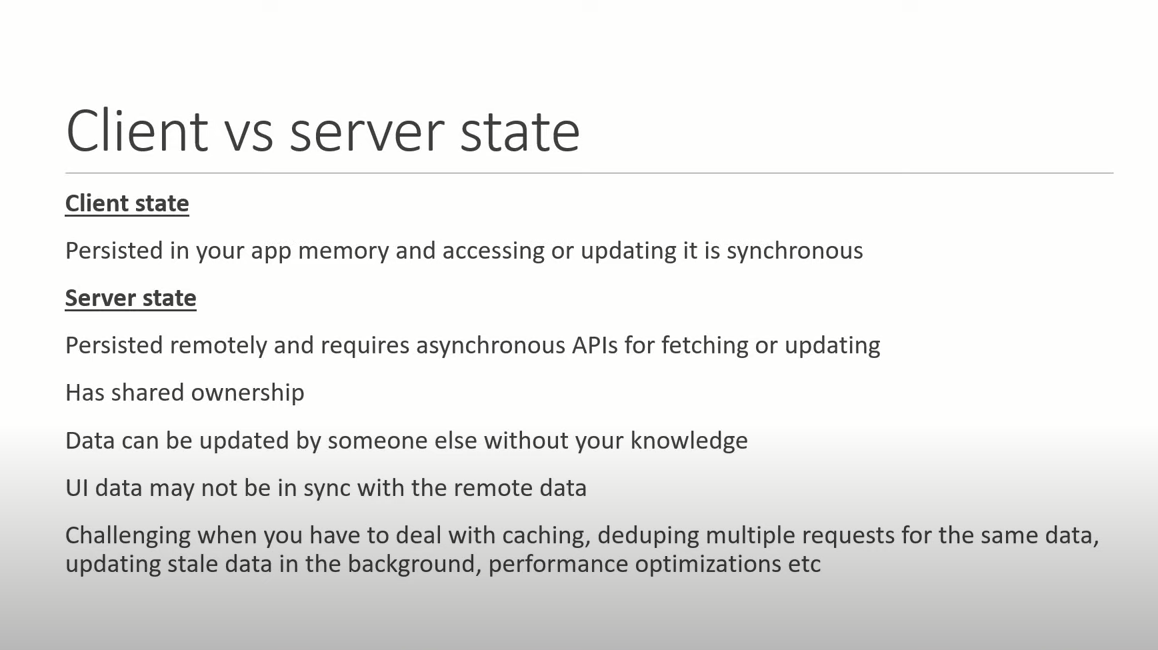 Client vs server state
Client state
Persisted in your app memory and accessing or updating it is synchronous
Server state
Persisted remotely and requires asynchronous APIs for fetching or updating
Has shared ownership
Data can be updated by someone else without your knowledge
UI data may not be in sync with the remote data
Challenging when you have to deal with caching, deduping multiple requests for the same data,
updating stale data in the background, performance optimizations etc